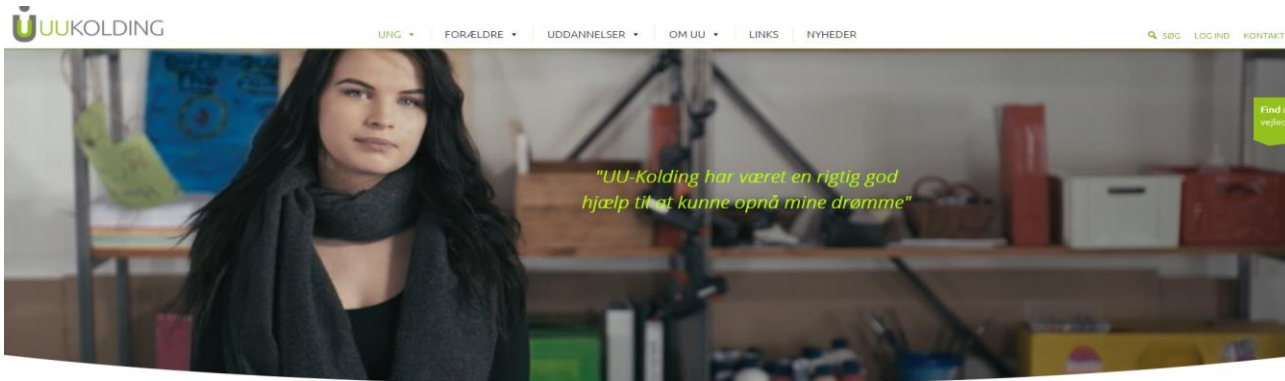 UUKOLDING
UNG FORÆLDRE UDDANNELSER OM UU LINKS NYHEDER
SØG LOG IND KONTAKT
Find
"UU-Kolding har været en rigtig god
hjælp til at kunne opnå mine drømme"